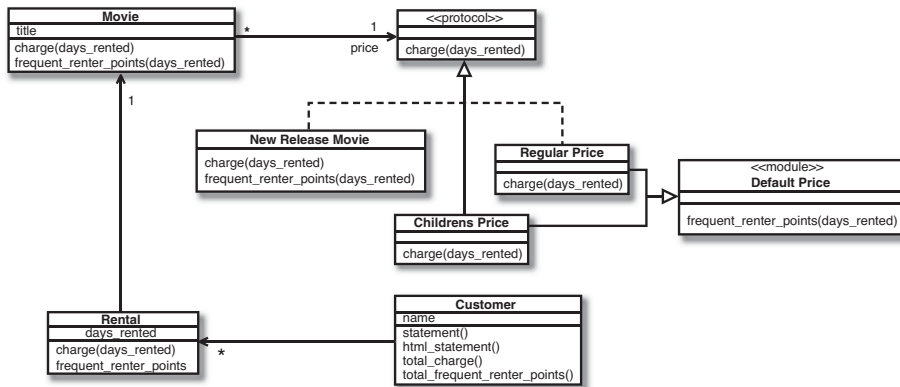 Movie
title
charge(days_rented)
frequent_renter_points(days_rented)
*
1
price
<<protocol>>
charge(days_rented)
1
New Release Movie
charge(days_rented)
frequent_renter_points(days_rented)
Regular Price
charge(days_rented)
<<module>>
Default Price
frequent_renter_points(days_rented)
Childrens Price
charge(days_rented)
Rental
days_rented
charge(days_rented)
frequent_renter_points
*
Customer
name
statement()
html_statement()
total_charge()
total_frequent_renter_points()